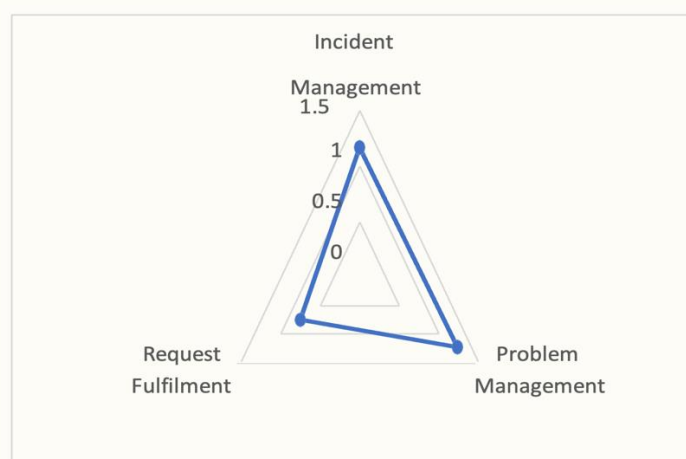 Incident
Management
1.5
1
0.5
0
Request
Fulfilment
Problem
Management